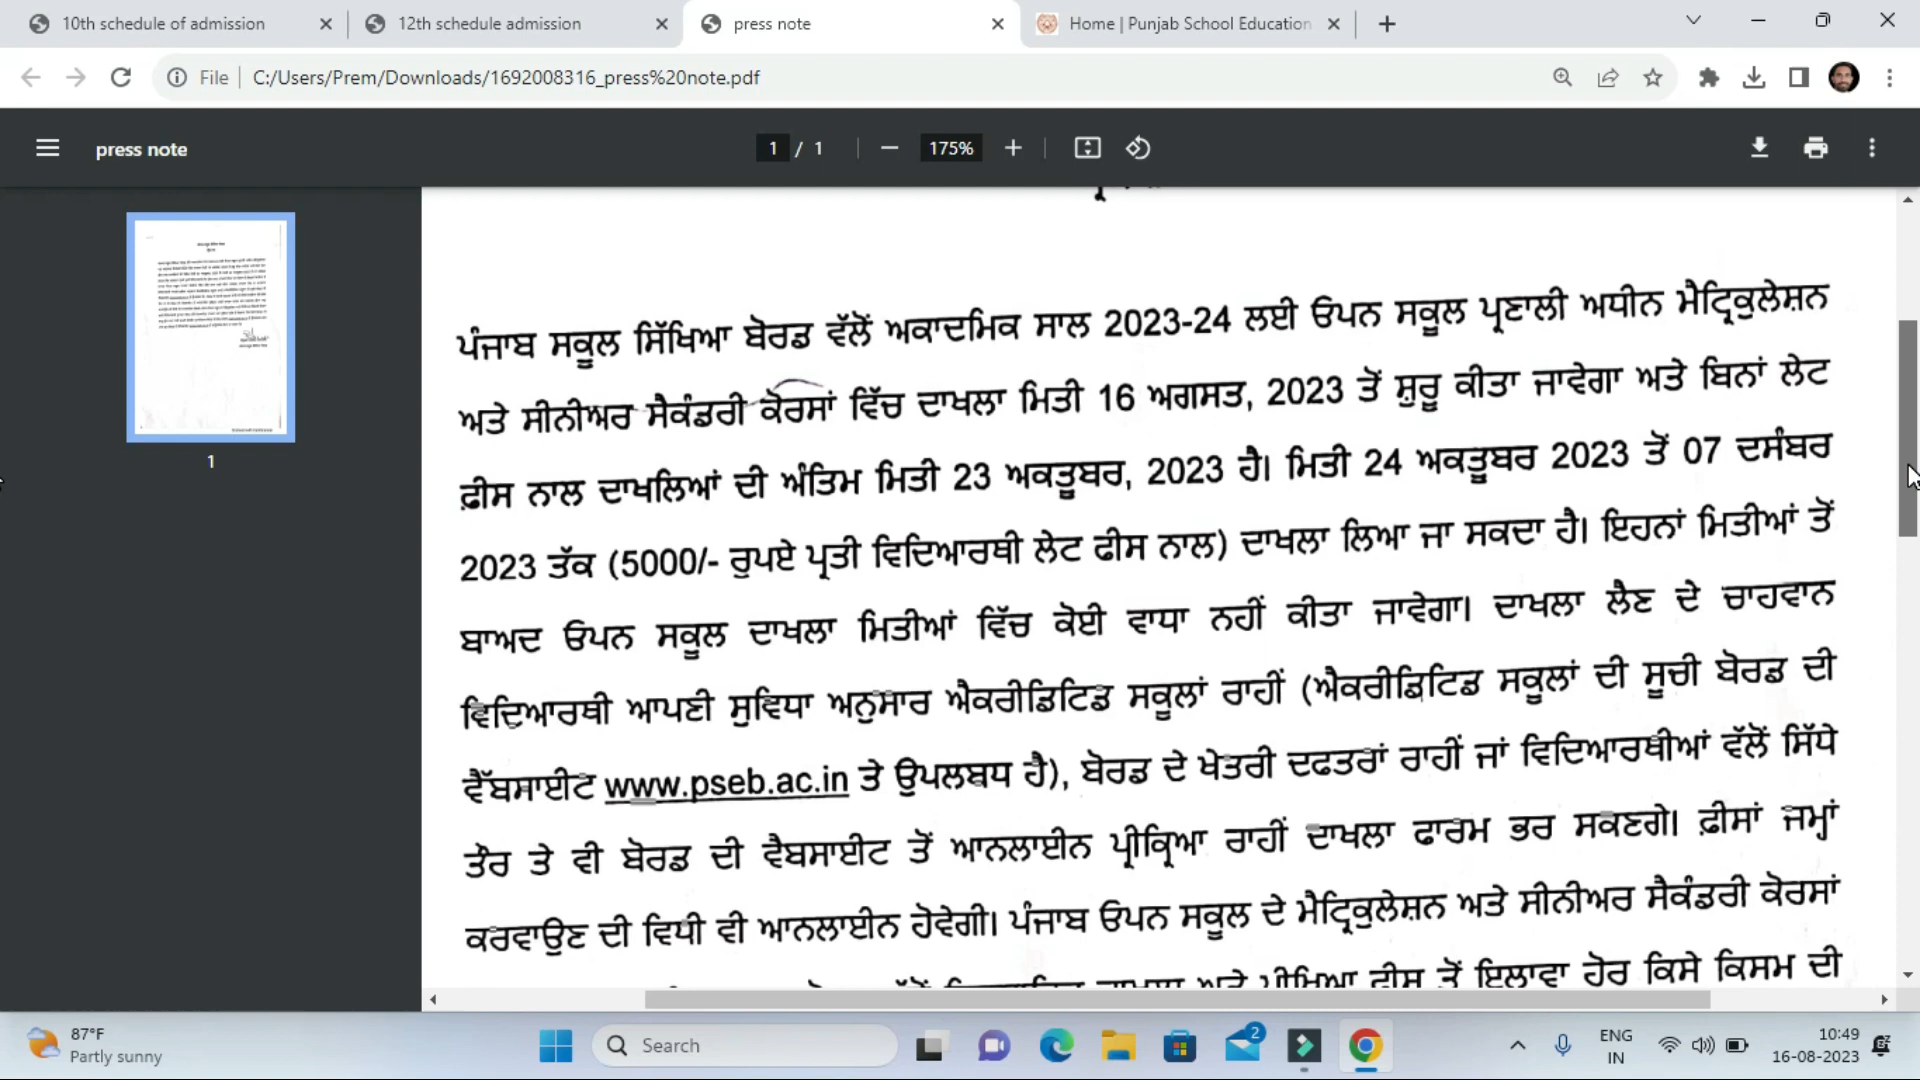 10th schedule of admission
12th schedule admission
press note
Home | Punjab School Education
File
C:/Users/Prem/Downloads/1692008316_press%20note.pdf
press note
1 / 1
175%
1
ਪੰਜਾਬ ਸਕੂਲ ਸਿੱਖਿਆ ਬੋਰਡ ਵੱਲੋਂ ਅਕਾਦਮਿਕ ਸਾਲ 2023-24 ਲਈ ਓਪਨ ਸਕੂਲ ਪ੍ਰਣਾਲੀ ਅਧੀਨ ਮੈਟ੍ਰਿਕੁਲੇਸ਼ਨ
ਅਤੇ ਸੀਨੀਅਰ ਸੈਕੰਡਰੀ ਕੋਰਸਾਂ ਵਿੱਚ ਦਾਖਲਾ ਮਿਤੀ 16 ਅਗਸਤ, 2023 ਤੋਂ ਸ਼ੁਰੂ ਕੀਤਾ ਜਾਵੇਗਾ ਅਤੇ ਬਿਨਾਂ ਲੇਟ
ਫ਼ੀਸ ਨਾਲ ਦਾਖਲਿਆਂ ਦੀ ਅੰਤਿਮ ਮਿਤੀ 23 ਅਕਤੂਬਰ, 2023 ਹੈ। ਮਿਤੀ 24 ਅਕਤੂਬਰ 2023 ਤੋਂ 07 ਦਸੰਬਰ
2023 ਤੱਕ (5000/- ਰੁਪਏ ਪ੍ਰਤੀ ਵਿਦਿਆਰਥੀ ਲੇਟ ਫੀਸ ਨਾਲ) ਦਾਖਲਾ ਲਿਆ ਜਾ ਸਕਦਾ ਹੈ। ਇਹਨਾਂ ਮਿਤੀਆਂ ਤੋਂ
ਬਾਅਦ ਓਪਨ ਸਕੂਲ ਦਾਖਲਾ ਮਿਤੀਆਂ ਵਿੱਚ ਕੋਈ ਵਾਧਾ ਨਹੀਂ ਕੀਤਾ ਜਾਵੇਗਾ। ਦਾਖਲਾ ਲੈਣ ਦੇ ਚਾਹਵਾਨ
ਵਿਦਿਆਰਥੀ ਆਪਣੀ ਸੁਵਿਧਾ ਅਨੁਸਾਰ ਐਕਰੀਡਿਟਿਡ ਸਕੂਲਾਂ ਰਾਹੀਂ (ਐਕਰੀਡਿਟਿਡ ਸਕੂਲਾਂ ਦੀ ਸੂਚੀ ਬੋਰਡ ਦੀ
ਵੈੱਬਸਾਈਟ www.pseb.ac.in ਤੇ ਉਪਲਬਧ ਹੈ), ਬੋਰਡ ਦੇ ਖੇਤਰੀ ਦਫਤਰਾਂ ਰਾਹੀਂ ਜਾਂ ਵਿਦਿਆਰਥੀਆਂ ਵੱਲੋਂ ਸਿੱਧੇ
ਤੌਰ ਤੇ ਵੀ ਬੋਰਡ ਦੀ ਵੈਬਸਾਈਟ ਤੋਂ ਆਨਲਾਈਨ ਪ੍ਰੀਕ੍ਰਿਆ ਰਾਹੀਂ ਦਾਖਲਾ ਫਾਰਮ ਭਰ ਸਕਣਗੇ। ਫ਼ੀਸਾਂ ਜਮ੍ਹਾਂ
ਕਰਵਾਉਣ ਦੀ ਵਿਧੀ ਵੀ ਆਨਲਾਈਨ ਹੋਵੇਗੀ। ਪੰਜਾਬ ਓਪਨ ਸਕੂਲ ਦੇ ਮੈਟ੍ਰਿਕੁਲੇਸ਼ਨ ਅਤੇ ਸੀਨੀਅਰ ਸੈਕੰਡਰੀ ਕੋਰਸਾਂ
ਤੋਂ ਇਲਾਵਾ ਹੋਰ ਕਿਸੇ ਕਿਸਮ ਦੀ
87°F
Partly sunny
Search
2
ENG
IN
10:49
16-08-2023